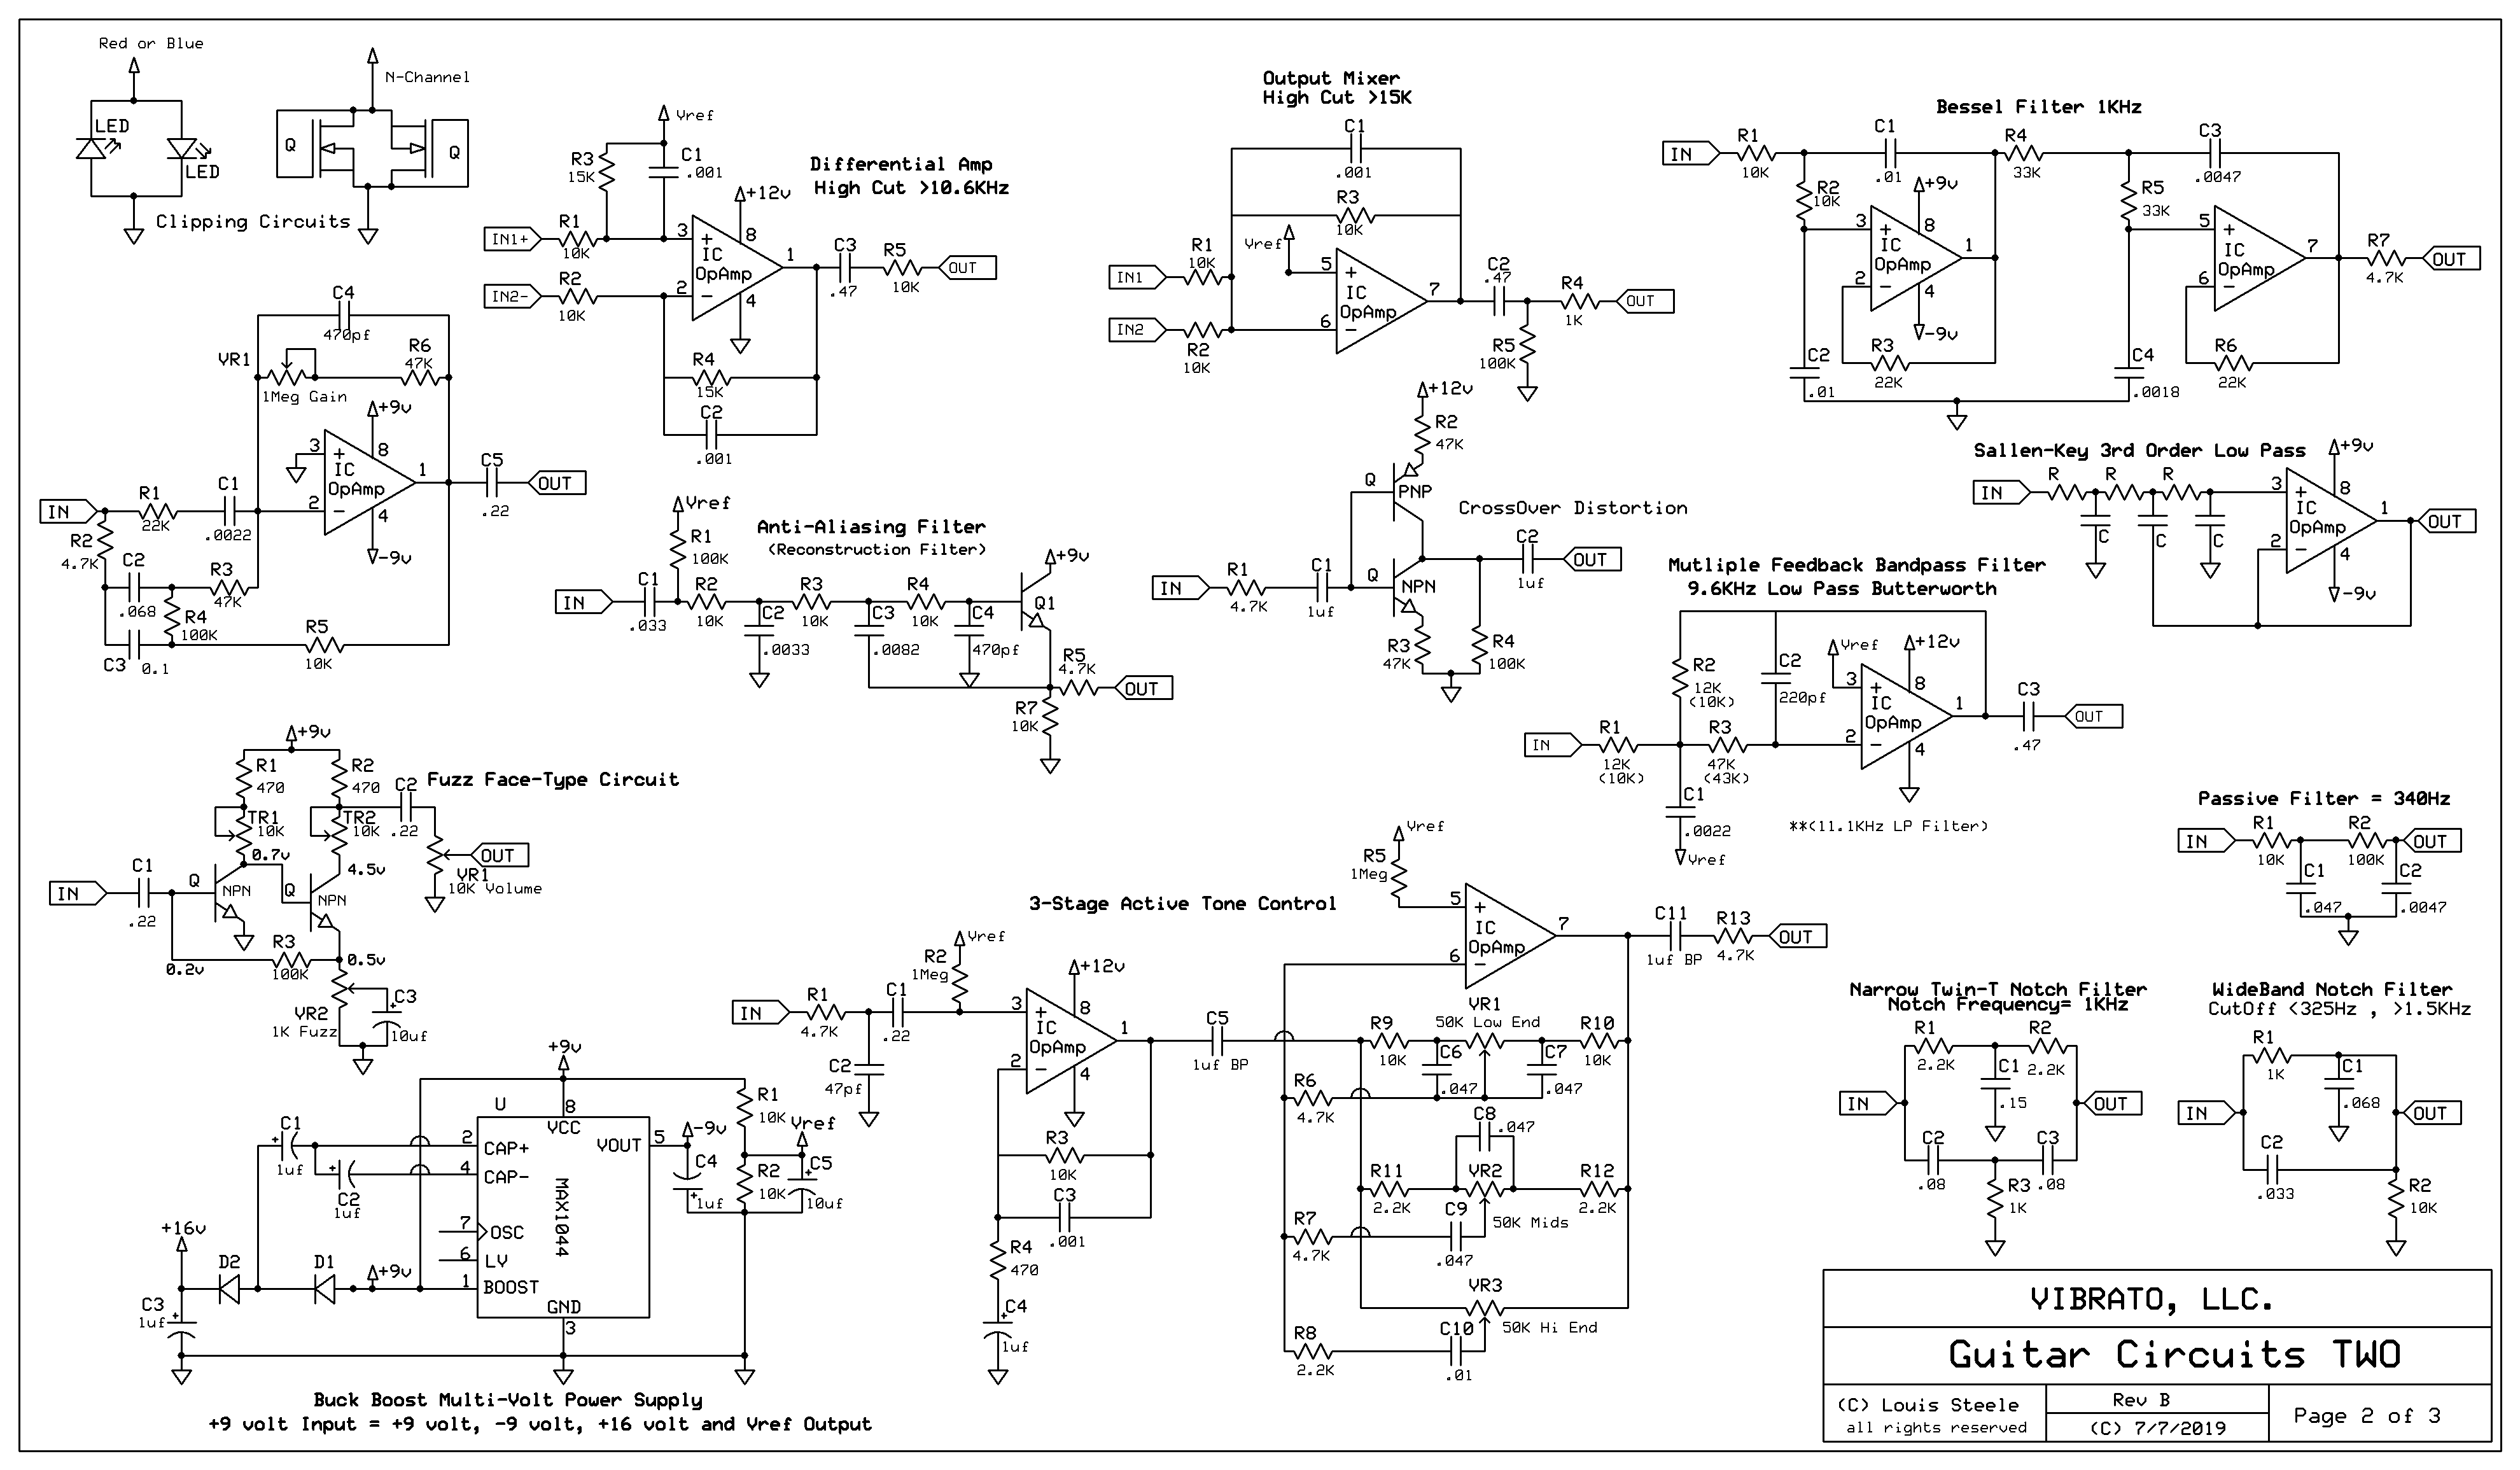 Red or Blue
LED
LED
N-Channel
Q
Q
Clipping Circuits
Differential Amp
High Cut >10.6KHz
Vref
R3
15K
C1
.001
+12v
IN1+
R1
10K
3
+
8
IC
OpAmp
1
C3
.47
R5
10K
OUT
IN2-
R2
10K
2
-
4
R4
15K
C2
.001
Output Mixer
High Cut >15K
C1
.001
R3
10K
Vref
R1
10K
IN1
5
+
IC
OpAmp
7
C2
.47
R4
1K
OUT
IN2
R2
10K
6
-
R5
100K
Bessel Filter 1KHz
IN
R1
10K
C1
.01
R4
33K
C3
.0047
R2
10K
+9v
R5
33K
3
+
8
IC
OpAmp
1
2
-
4
-9v
5
+
IC
OpAmp
7
6
-
R7
4.7K
OUT
C2
.01
R3
22K
C4
.0018
R6
22K
C4
470pf
VR1
1Meg Gain
R6
47K
+9v
3
+
8
IC
OpAmp
1
2
-
4
-9v
C5
.22
OUT
IN
R1
22K
C1
.0022
R2
4.7K
C2
.068
R3
47K
R4
100K
C3
0.1
R5
10K
Anti-Aliasing Filter
(Reconstruction Filter)
Vref
R1
100K
+9v
IN
C1
.033
R2
10K
R3
10K
R4
10K
Q1
C2
.0033
C3
.0082
C4
470pf
R5
4.7K
OUT
R7
10K
+12v
R2
47K
Q
PNP
CrossOver Distortion
IN
R1
4.7K
C1
1uf
Q
NPN
C2
1uf
OUT
R3
47K
R4
100K
Sallen-Key 3rd Order Low Pass
+9v
IN
R
R
R
C
C
C
3
+
8
IC
OpAmp
1
2
-
4
-9v
OUT
Mutliple Feedback Bandpass Filter
9.6KHz Low Pass Butterworth
R2
12K
(10K)
C2
220pf
Vref
+12v
3
+
8
IC
OpAmp
1
2
-
4
C3
.47
OUT
IN
R1
12K
(10K)
R3
47K
(43K)
C1
.0022
Vref
**(11.1KHz LP Filter)
Fuzz Face-Type Circuit
+9v
R1
470
R2
470
C2
.22
TR1
10K
TR2
10K
0.7v
4.5v
OUT
VR1
10K Volume
IN
C1
.22
Q
NPN
Q
NPN
R3
100K
0.2v
0.5v
VR2
1K Fuzz
C3
+
10uf
Passive Filter = 340Hz
IN
R1
10K
R2
100K
OUT
C1
.047
C2
.0047
3-Stage Active Tone Control
Vref
R5
1Meg
5
+
IC
OpAmp
7
6
-
C11
1uf BP
R13
4.7K
OUT
Vref
R2
1Meg
+12v
IN
R1
4.7K
C1
.22
C2
47pf
3
+
8
IC
OpAmp
1
2
-
4
C5
1uf BP
R3
10K
C3
.001
R4
470
C4
+
1uf
R9
10K
VR1
50K Low End
R10
10K
C6
.047
C7
.047
R6
4.7K
C8
.047
R11
2.2K
VR2
50K Mids
R12
2.2K
R7
4.7K
C9
.047
VR3
50K Hi End
R8
2.2K
C10
.01
Narrow Twin-T Notch Filter
Notch Frequency= 1KHz
R1
2.2K
R2
2.2K
C1
.15
IN
OUT
C2
.08
C3
.08
R3
1K
WideBand Notch Filter
CutOff <325Hz , >1.5KHz
R1
1K
C1
.068
IN
OUT
C2
.033
R2
10K
+9v
U
8
VCC
VOUT
5
-9v
Vref
R1
10K
R2
10K
C4
+
1uf
C5
+
10uf
C1
+
1uf
C2
+
1uf
2
CAP+
4
CAP-
MAX1044
7
OSC
6
LV
1
BOOST
GND
3
+16v
D2
D1
+9v
C3
+
1uf
Buck Boost Multi-Volt Power Supply
+9 volt Input = +9 volt, -9 volt, +16 volt and Vref Output
VIBRATO, LLC.
Guitar Circuits TWO
(C) Louis Steele
all rights reserved
Rev B
(C) 7/7/2019
Page 2 of 3